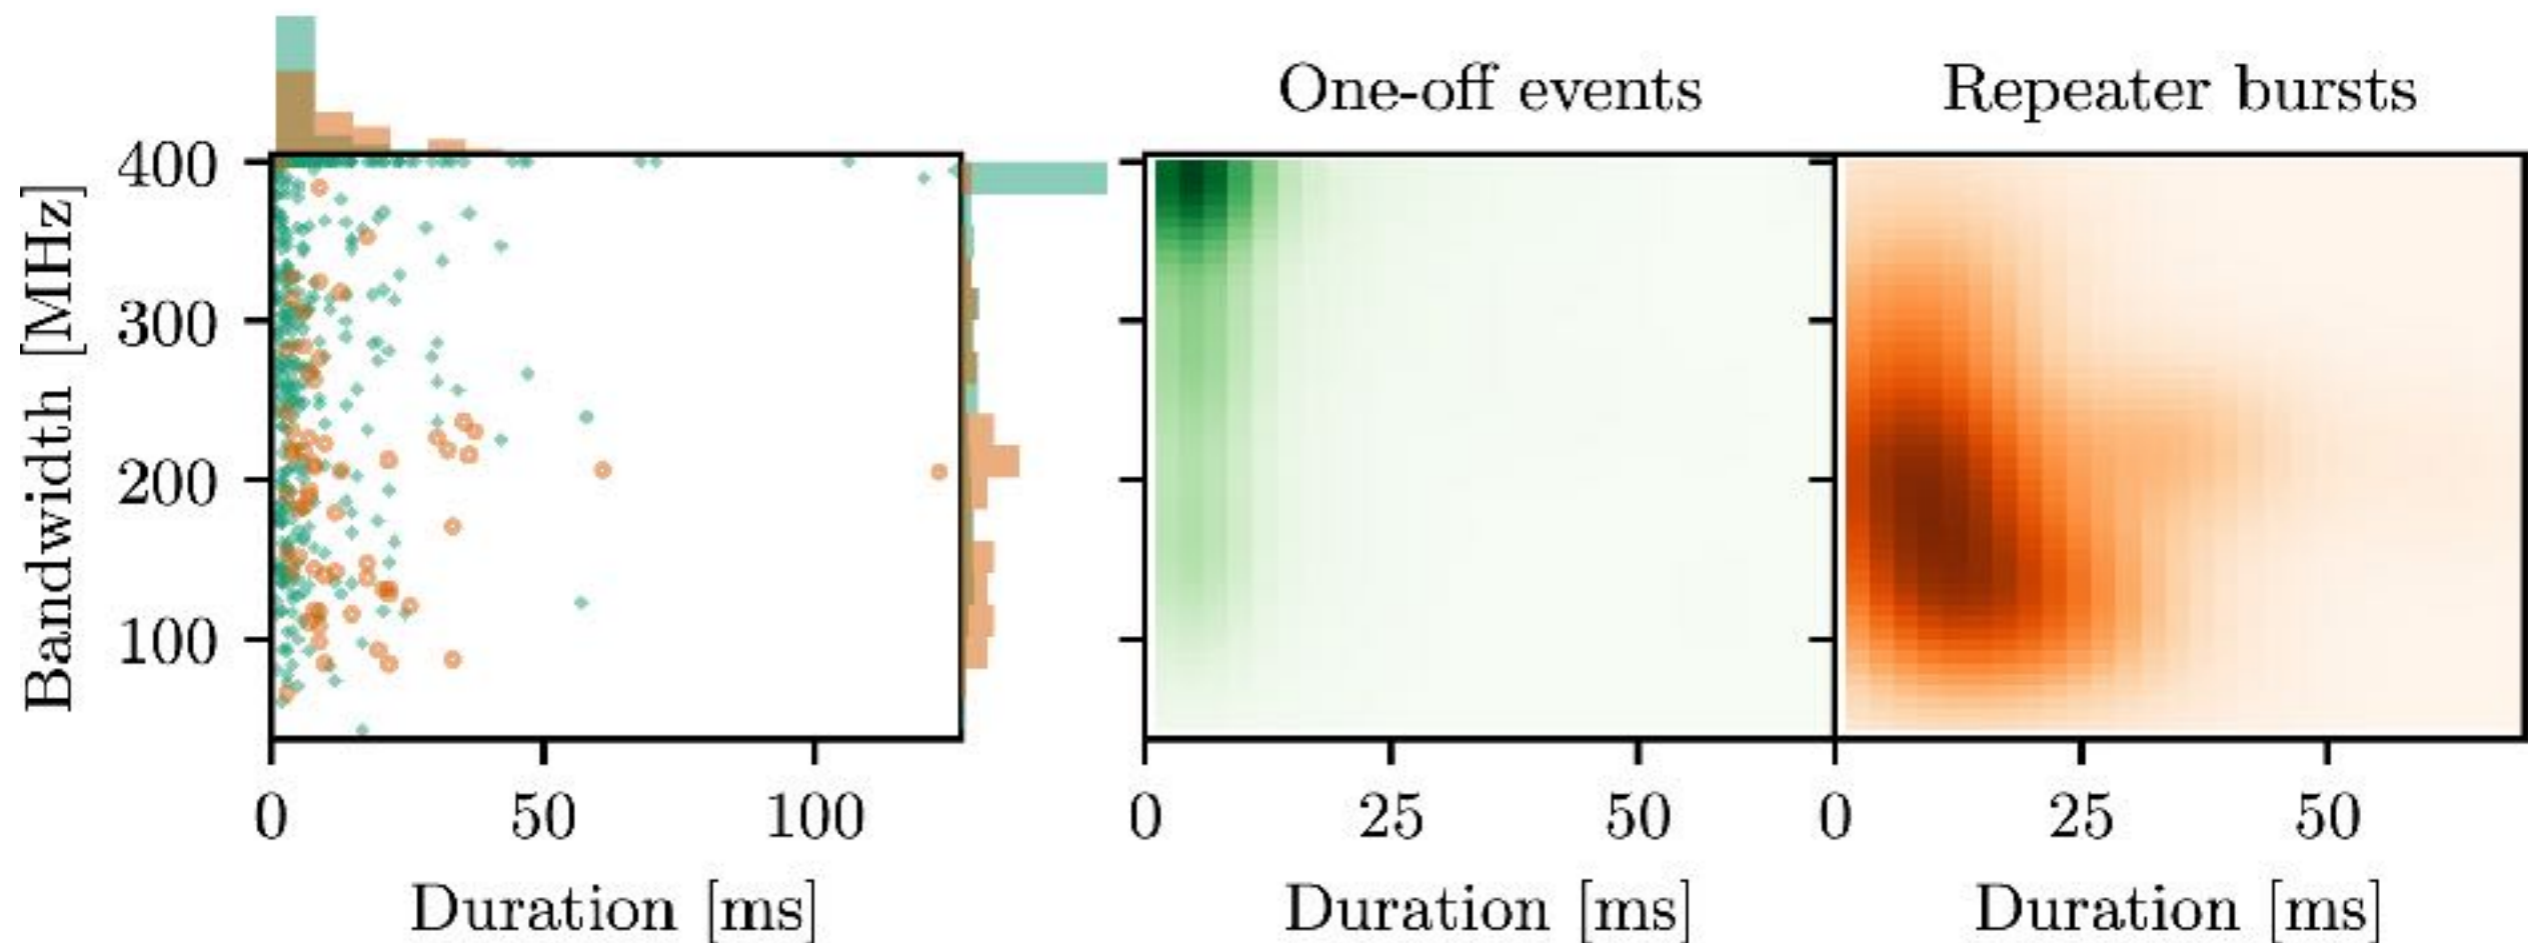 One-off events
Repeater bursts
Bandwidth [MHz]
400
300
200
100
0 50 100
0 25 50
0 25 50
Duration [ms]
Duration [ms]
Duration [ms]